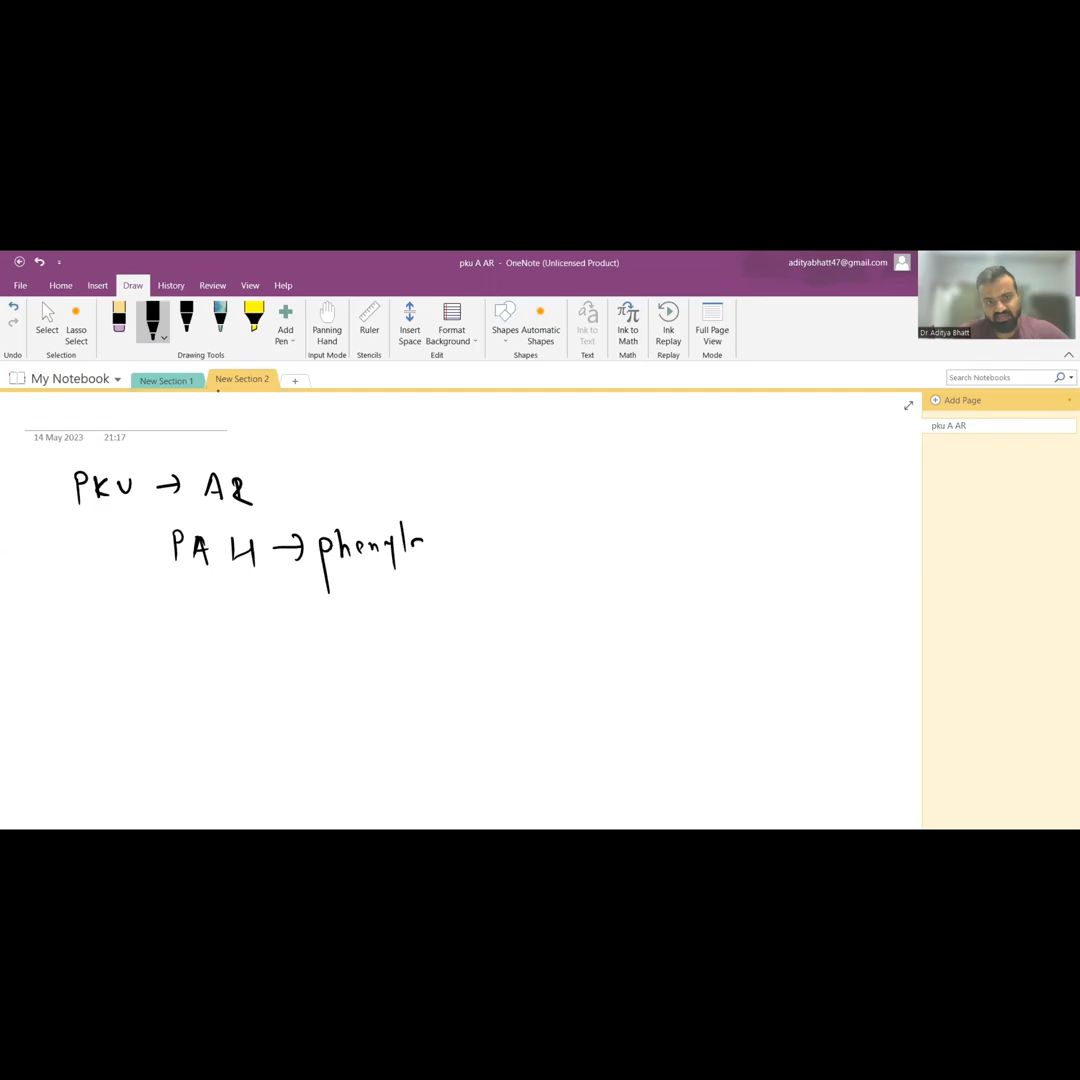 pku A AR - OneNote (Unlicensed Product)
adityabhatt47@gmail.com
File Home Insert Draw History Review View Help
Undo
Select
Lasso Select
Selection
Drawing Tools
Add Pen
Panning Hand
Input Mode
Ruler
Stencils
Insert Space
Format Background
Edit
Shapes
Automatic Shapes
Shapes
Ink to Text
Text
Ink to Math
Math
Ink Replay
Replay
Full Page View
Mode
Dr Aditya Bhatt
My Notebook
New Section 1
New Section 2
Search Notebooks
Add Page
pku A AR
14 May 2023 21:17
PKU → AR
PAH → phenyla